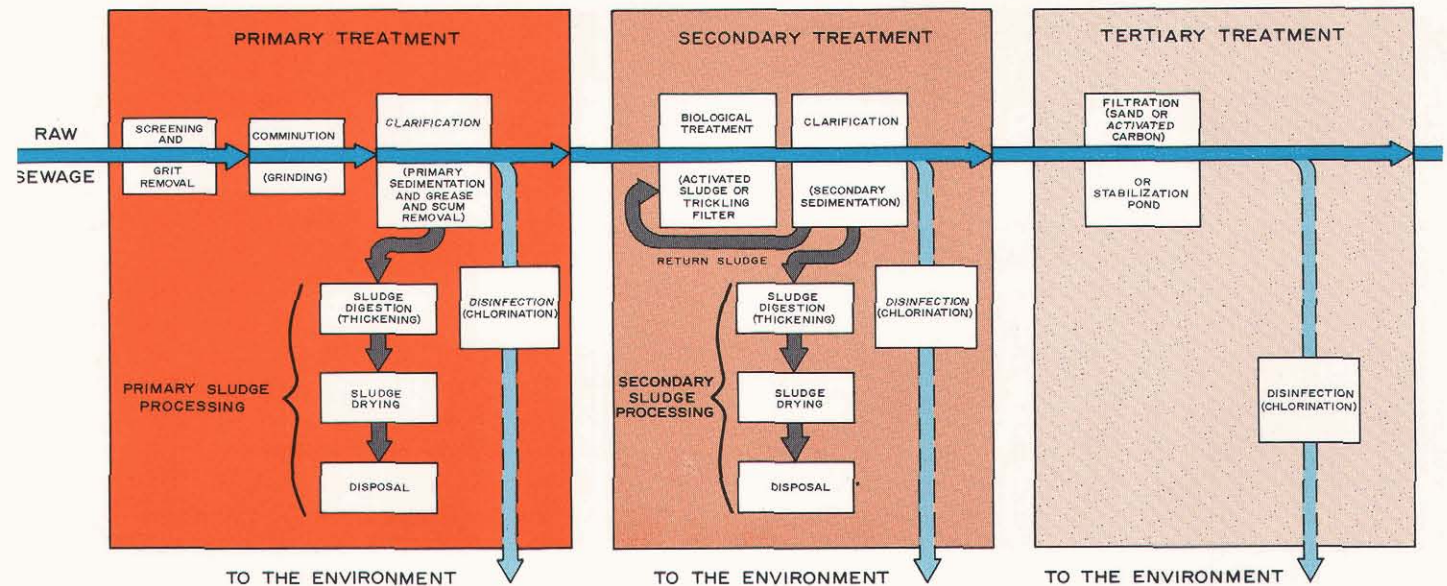 PRIMARY TREATMENT
RAW
SEWAGE
SCREENING AND
GRIT REMOVAL
COMMINUTION
(GRINDING)
CLARIFICATION
(PRIMARY
SEDIMENTATION
AND GREASE
AND SCUM
REMOVAL)
SLUDGE
DIGESTION
(THICKENING)
SLUDGE
DRYING
DISPOSAL
PRIMARY SLUDGE
PROCESSING
DISINFECTION
(CHLORINATION)
TO THE ENVIRONMENT
SECONDARY TREATMENT
BIOLOGICAL
TREATMENT
(ACTIVATED
SLUDGE OR
TRICKLING
FILTER
CLARIFICATION
(SECONDARY
SEDIMENTATION)
RETURN SLUDGE
SLUDGE
DIGESTION
(THICKENING)
SLUDGE
DRYING
DISPOSAL
SECONDARY
SLUDGE
PROCESSING
DISINFECTION
(CHLORINATION)
TO THE ENVIRONMENT
TERTIARY TREATMENT
FILTRATION
(SAND OR
ACTIVATED
CARBON)
OR
STABILIZATION
POND
DISINFECTION
(CHLORINATION)
TO THE ENVIRONMENT